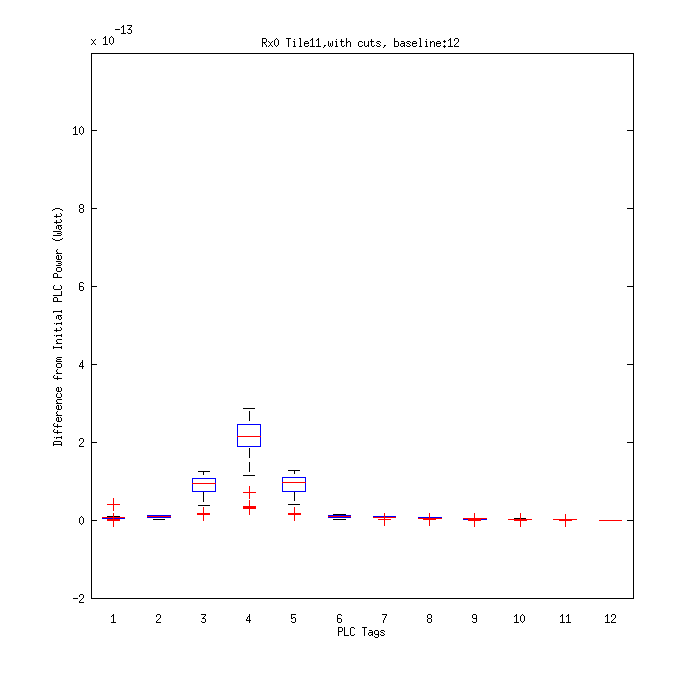 x 10-13
Rx0 Tile11,with cuts, baseline:12
10
8
6
4
2
0
-2
Difference from Initial PLC Power (Watt)
1 2 3 4 5 6 7 8 9 10 11 12
PLC Tags